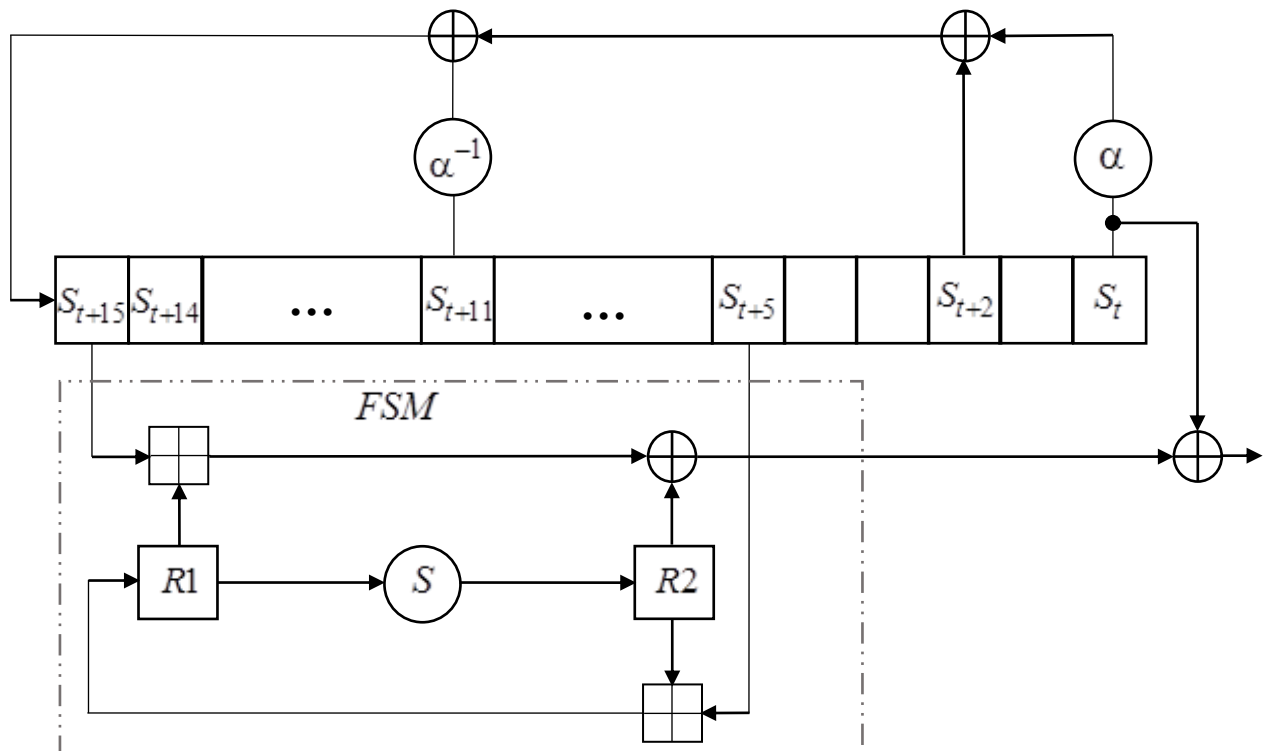 α⁻¹
α
S_{t+15} S_{t+14} ... S_{t+11} ... S_{t+5} S_{t+2} S_t
FSM
R1 S R2